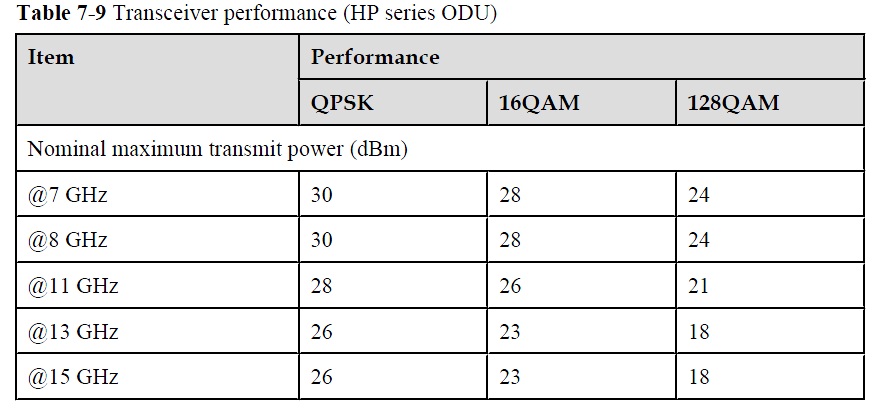 Table 7-9 Transceiver performance (HP series ODU)
Item Performance
QPSK 16QAM 128QAM
Nominal maximum transmit power (dBm)
@7 GHz 30 28 24
@8 GHz 30 28 24
@11 GHz 28 26 21
@13 GHz 26 23 18
@15 GHz 26 23 18